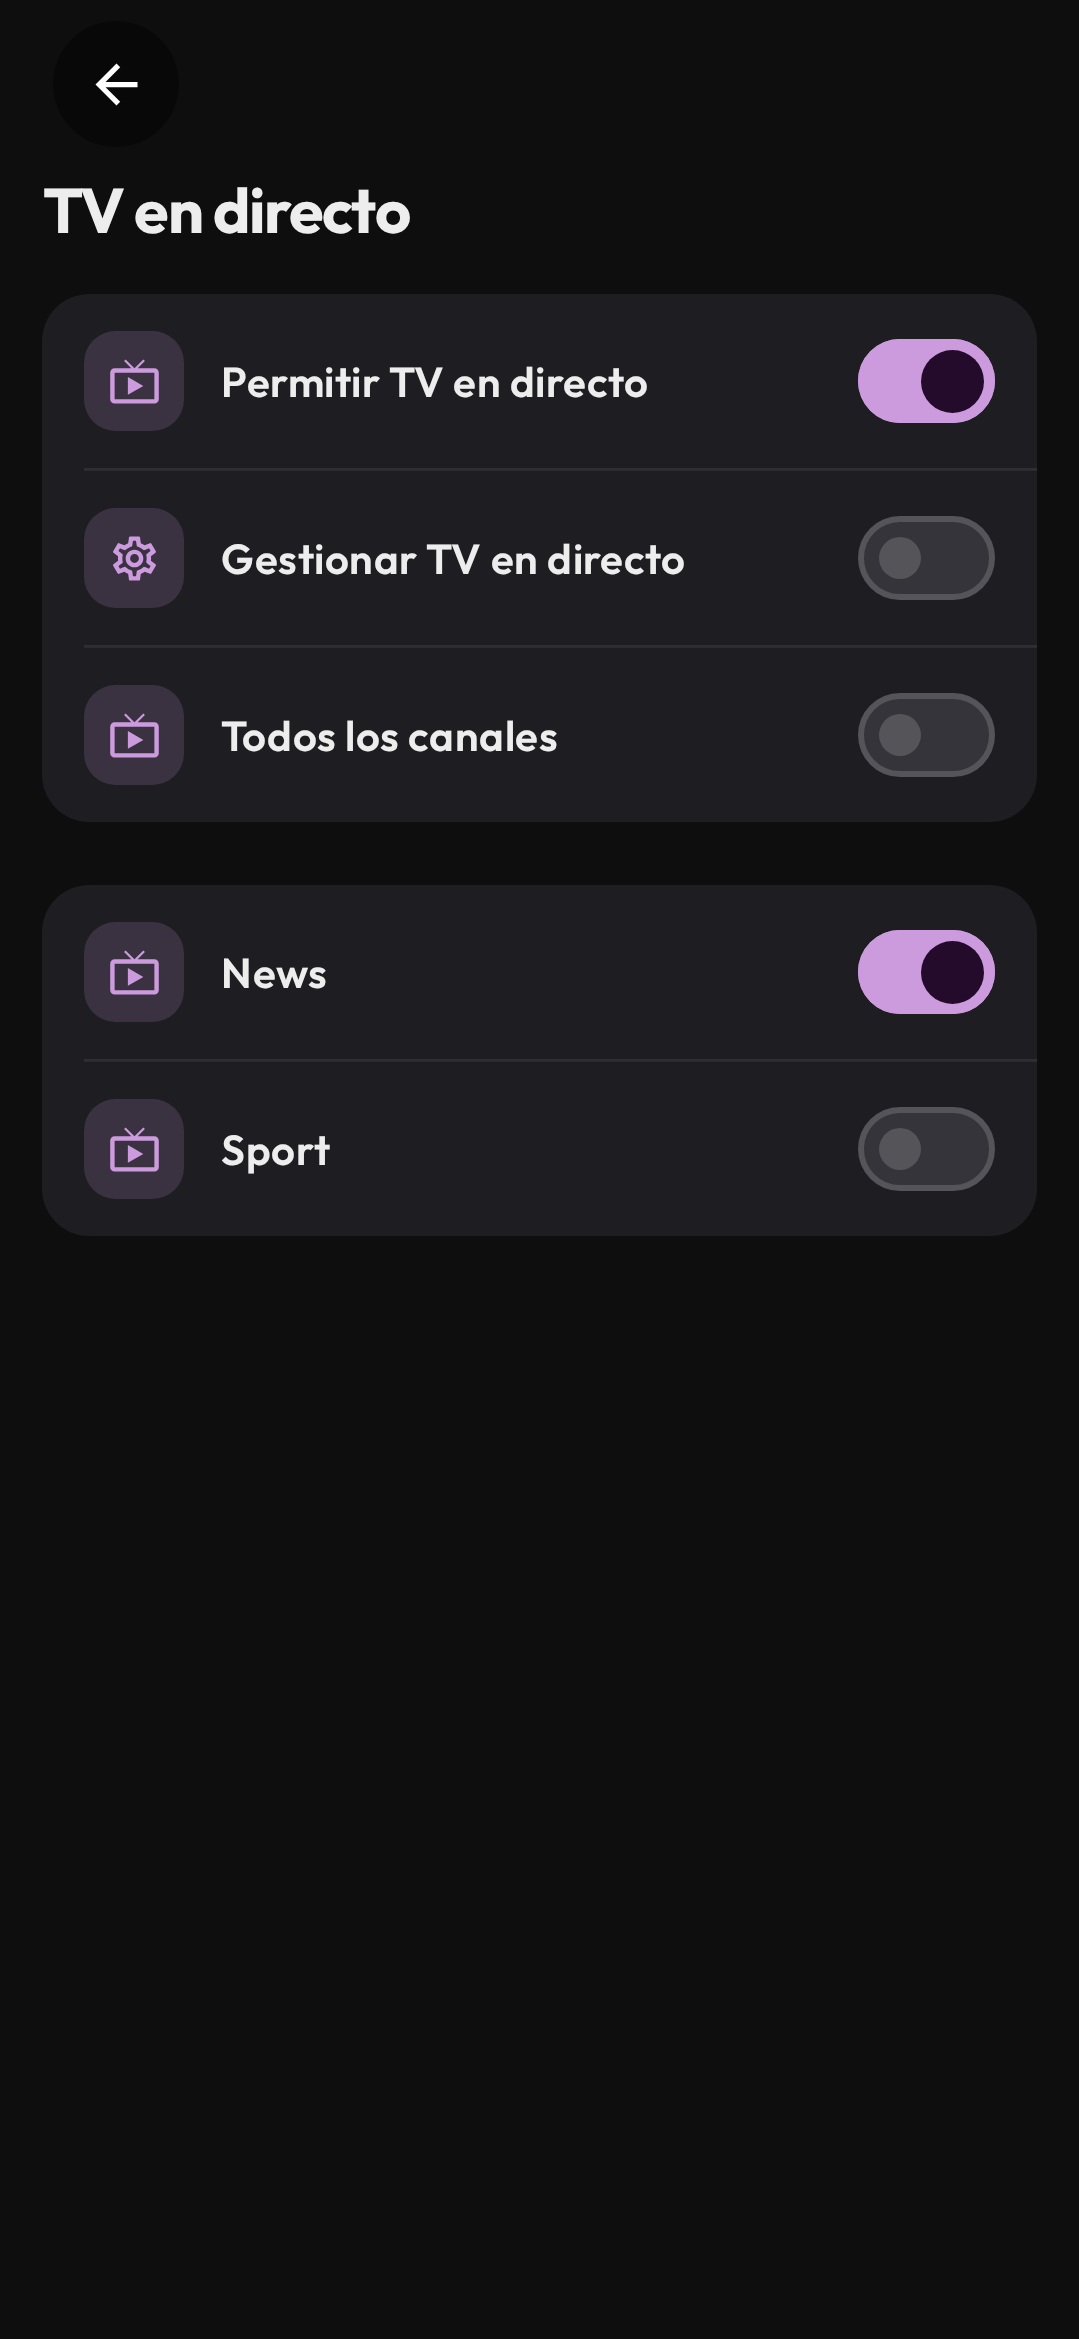 TV en directo
Permitir TV en directo
Gestionar TV en directo
Todos los canales
News
Sport